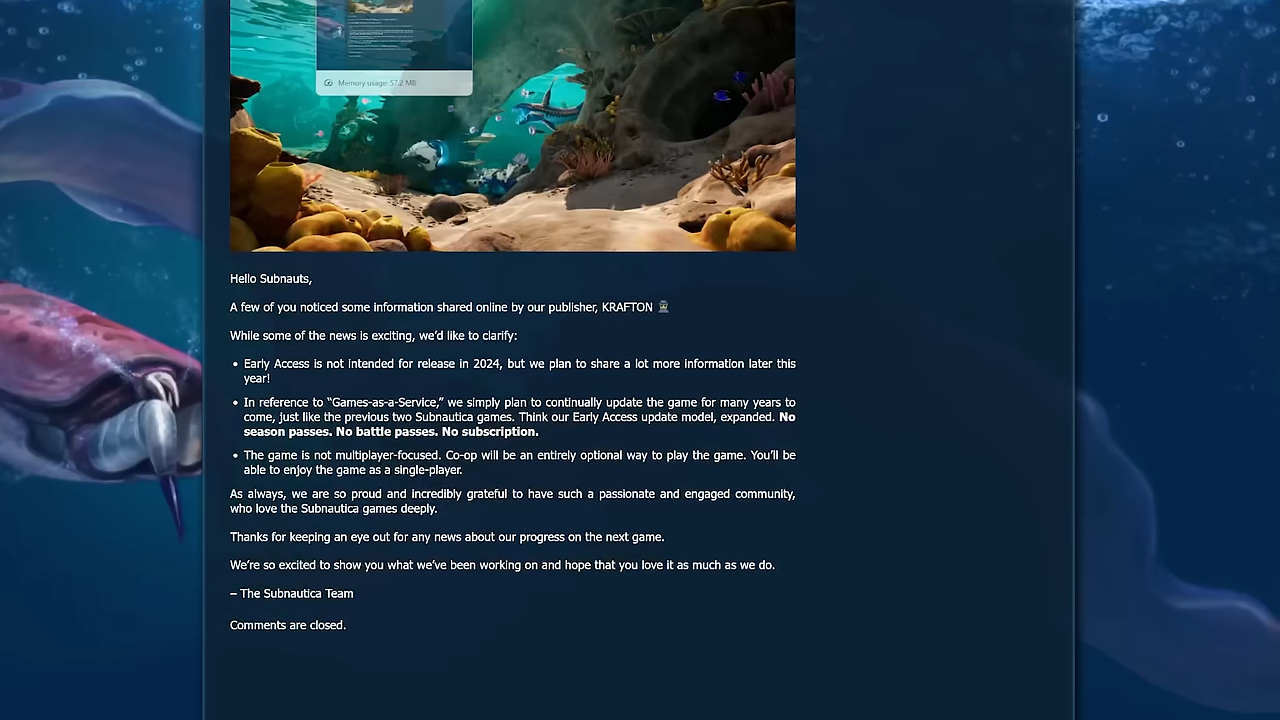 Memory usage: 57.2 MB
Hello Subnauts,
A few of you noticed some information shared online by our publisher, KRAFTON
While some of the news is exciting, we’d like to clarify:
• Early Access is not intended for release in 2024, but we plan to share a lot more information later this
year!
• In reference to “Games-as-a-Service,” we simply plan to continually update the game for many years to
come, just like the previous two Subnautica games. Think our Early Access update model, expanded. No
season passes. No battle passes. No subscription.
• The game is not multiplayer-focused. Co-op will be an entirely optional way to play the game. You’ll be
able to enjoy the game as a single-player.
As always, we are so proud and incredibly grateful to have such a passionate and engaged community,
who love the Subnautica games deeply.
Thanks for keeping an eye out for any news about our progress on the next game.
We’re so excited to show you what we’ve been working on and hope that you love it as much as we do.
– The Subnautica Team
Comments are closed.